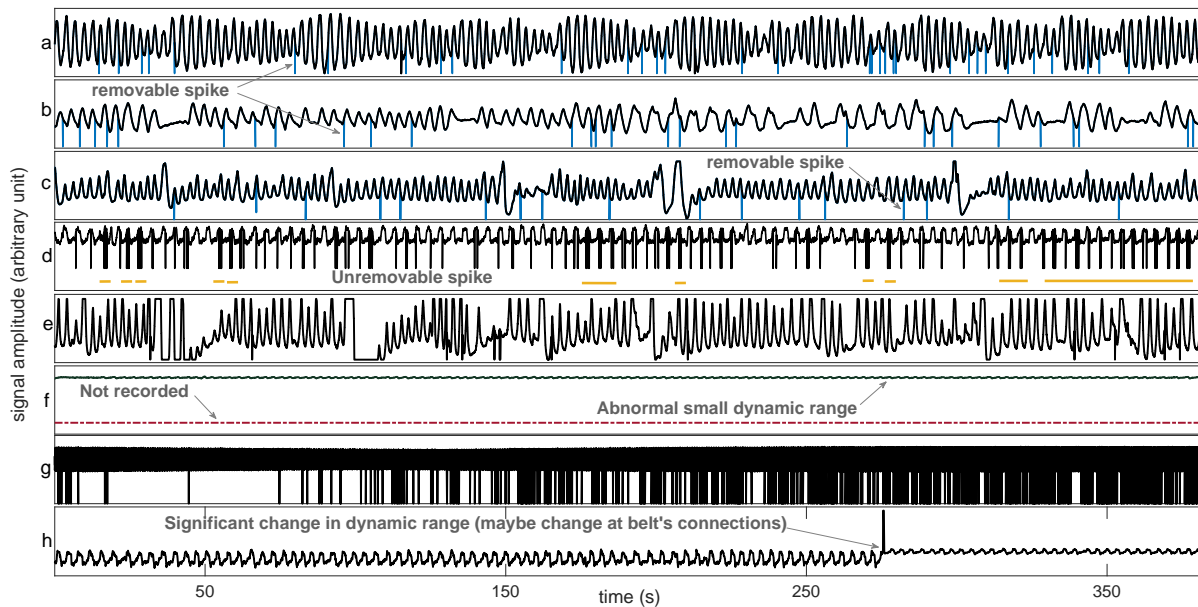 signal amplitude (arbitrary unit)
a
removable spike
b
removable spike
c
d
Unremovable spike
e
Not recorded
f
Abnormal small dynamic range
g
Significant change in dynamic range (maybe change at belt's connections)
h
50 150 250 350
time (s)